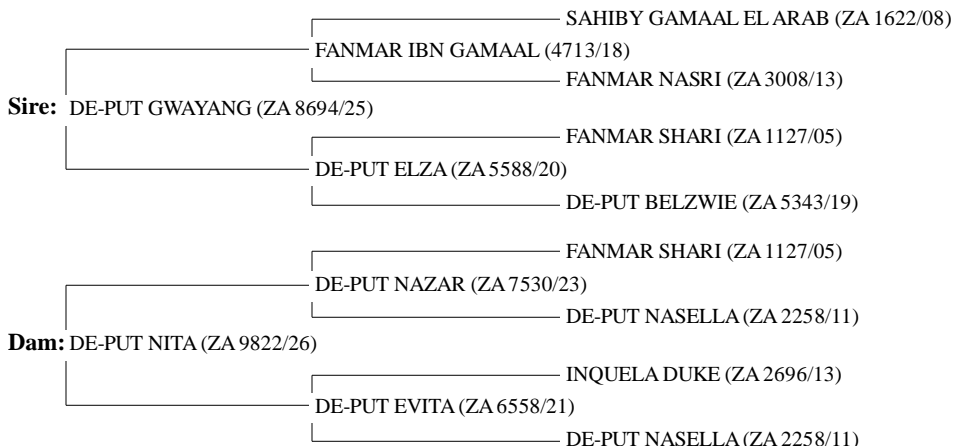 SAHIBY GAMAAL EL ARAB (ZA 1622/08)
FANMAR IBN GAMAAL (4713/18)
FANMAR NASRI (ZA 3008/13)
Sire: DE-PUT GWAYANG (ZA 8694/25)
FANMAR SHARI (ZA 1127/05)
DE-PUT ELZA (ZA 5588/20)
DE-PUT BELZWIE (ZA 5343/19)
FANMAR SHARI (ZA 1127/05)
DE-PUT NAZAR (ZA 7530/23)
DE-PUT NASELLA (ZA 2258/11)
Dam: DE-PUT NITA (ZA 9822/26)
INQUELA DUKE (ZA 2696/13)
DE-PUT EVITA (ZA 6558/21)
DE-PUT NASELLA (ZA 2258/11)